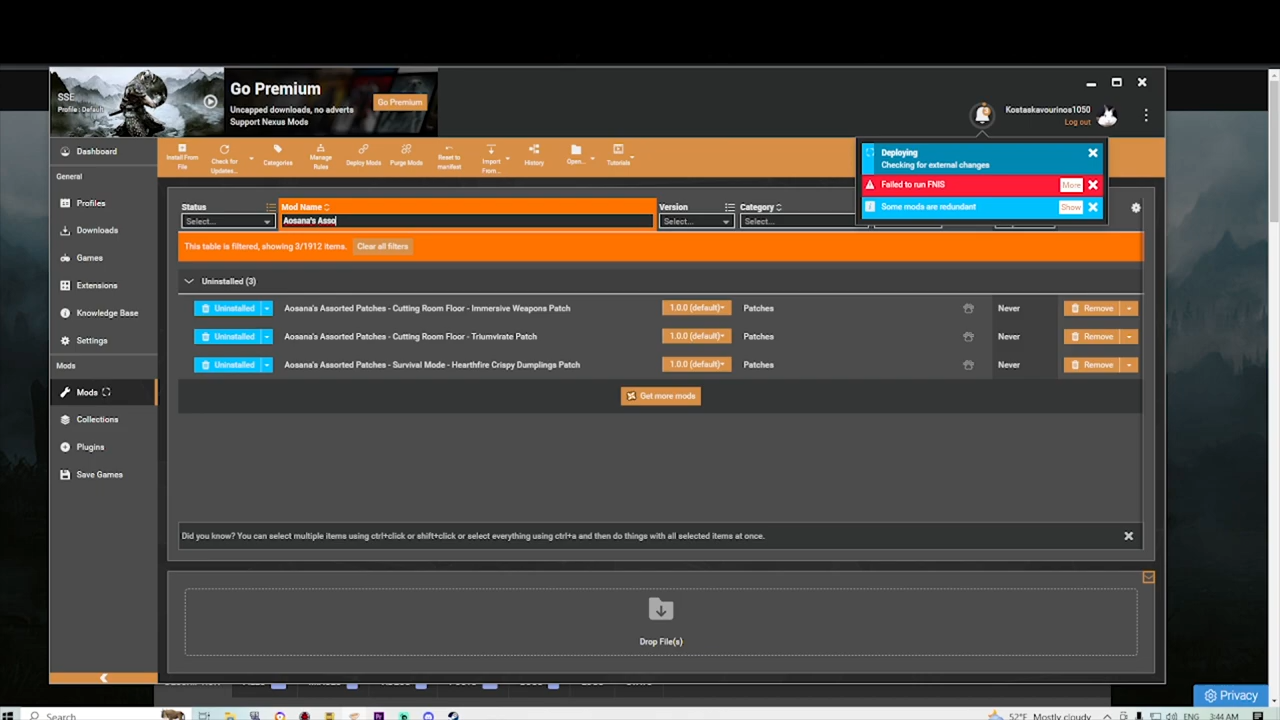 SSE
Profile : Default
Go Premium
Uncapped downloads, no adverts
Support Nexus Mods
Go Premium
Kostaskavourinos1050
Log out
Dashboard
General
Profiles
Downloads
Games
Extensions
Knowledge Base
Settings
Mods
Mods
Collections
Plugins
Save Games
Install From File
Check for Updates...
Categories
Manage Rules
Deploy Mods
Purge Mods
Reset to manifest
Import From...
History
Open...
Tutorials
Deploying
Checking for external changes
Failed to run FNIS More
Some mods are redundant Show
Status Mod Name Version Category
Select... Aosana's Asso Select... Select...
This table is filtered, showing 3/1912 items. Clear all filters
Uninstalled (3)
Uninstalled Aosana's Assorted Patches - Cutting Room Floor - Immersive Weapons Patch 1.0.0 (default) Patches Never Remove
Uninstalled Aosana's Assorted Patches - Cutting Room Floor - Triumvirate Patch 1.0.0 (default) Patches Never Remove
Uninstalled Aosana's Assorted Patches - Survival Mode - Hearthfire Crispy Dumplings Patch 1.0.0 (default) Patches Never Remove
Get more mods
Did you know? You can select multiple items using ctrl+click or shift+click or select everything using ctrl+a and then do things with all selected items at once.
Drop File(s)
Privacy
Search
52°F Mostly cloudy ENG 3:44 AM